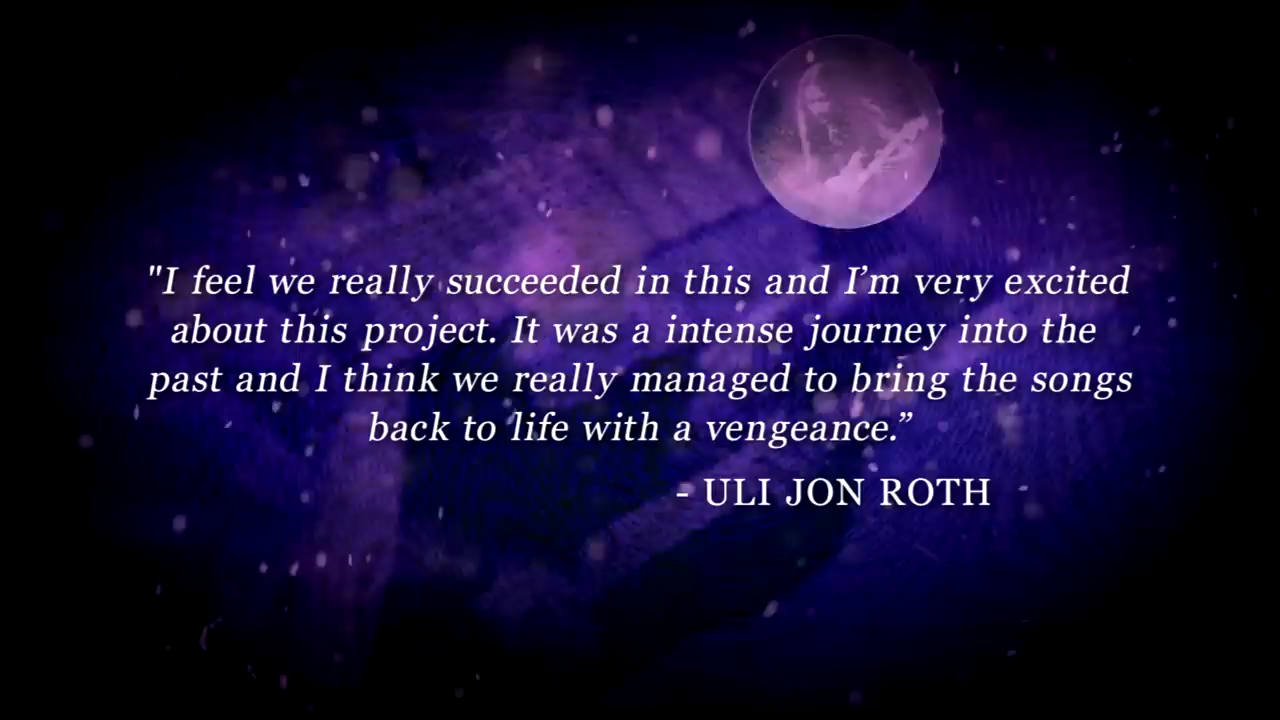 "I feel we really succeeded in this and I’m very excited
about this project. It was a intense journey into the
past and I think we really managed to bring the songs
back to life with a vengeance.”
- ULI JON ROTH